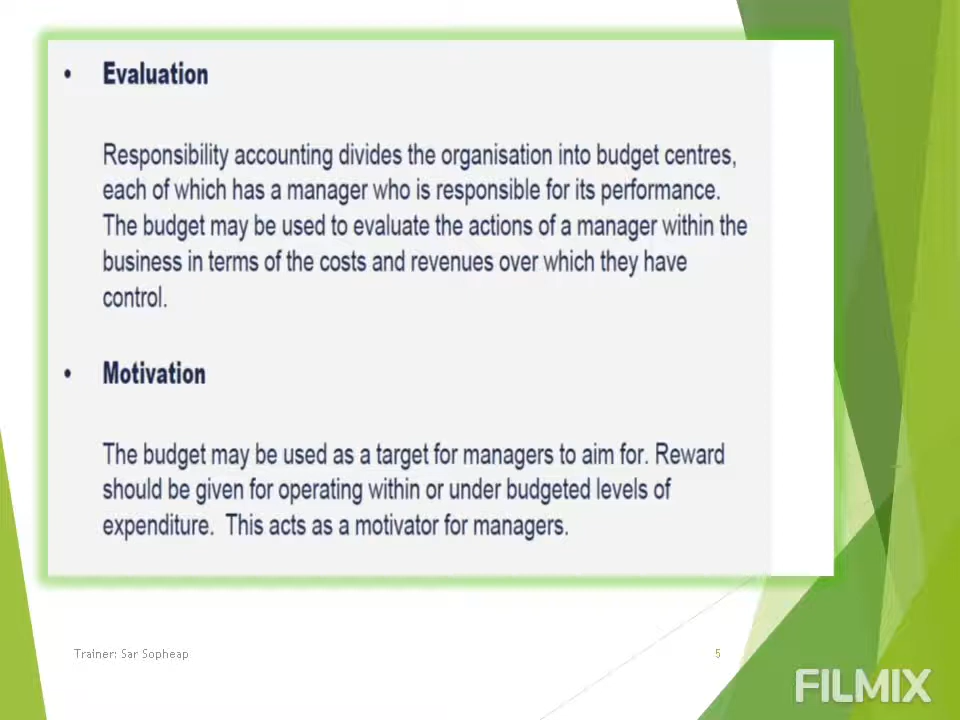 • Evaluation
Responsibility accounting divides the organisation into budget centres,
each of which has a manager who is responsible for its performance.
The budget may be used to evaluate the actions of a manager within the
business in terms of the costs and revenues over which they have
control.
• Motivation
The budget may be used as a target for managers to aim for. Reward
should be given for operating within or under budgeted levels of
expenditure.  This acts as a motivator for managers.
Trainer: Sar Sopheap
5
FILMIX